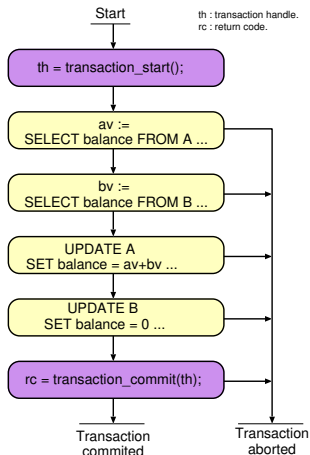 Start
th : transaction handle.
rc : return code.
th = transaction_start();
av :=
SELECT balance FROM A ...
bv :=
SELECT balance FROM B ...
UPDATE A
SET balance = av+bv ...
UPDATE B
SET balance = 0 ...
rc = transaction_commit(th);
Transaction
commited
Transaction
aborted